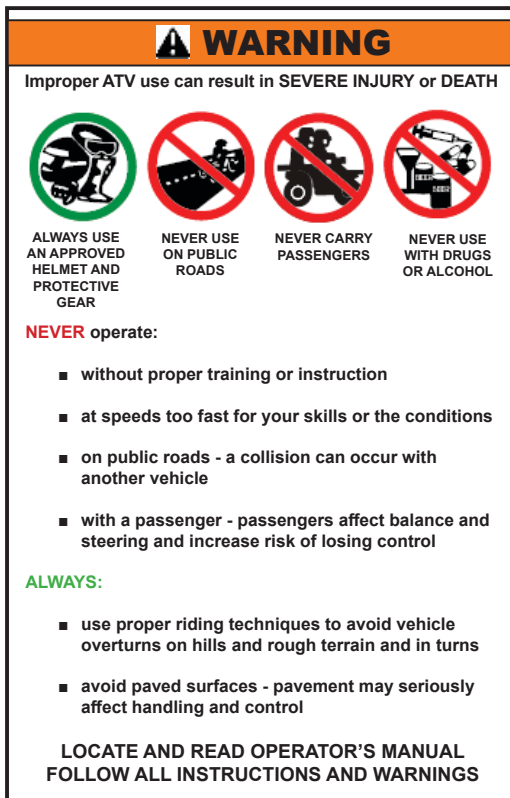 WARNING
Improper ATV use can result in SEVERE INJURY or DEATH
ALWAYS USE
AN APPROVED
HELMET AND
PROTECTIVE
GEAR
NEVER USE
ON PUBLIC
ROADS
NEVER CARRY
PASSENGERS
BEER
BEER
NEVER USE
WITH DRUGS
OR ALCOHOL
NEVER operate:
■ without proper training or instruction
■ at speeds too fast for your skills or the conditions
■ on public roads - a collision can occur with
another vehicle
■ with a passenger - passengers affect balance and
steering and increase risk of losing control
ALWAYS:
■ use proper riding techniques to avoid vehicle
overturns on hills and rough terrain and in turns
■ avoid paved surfaces - pavement may seriously
affect handling and control
LOCATE AND READ OPERATOR'S MANUAL
FOLLOW ALL INSTRUCTIONS AND WARNINGS